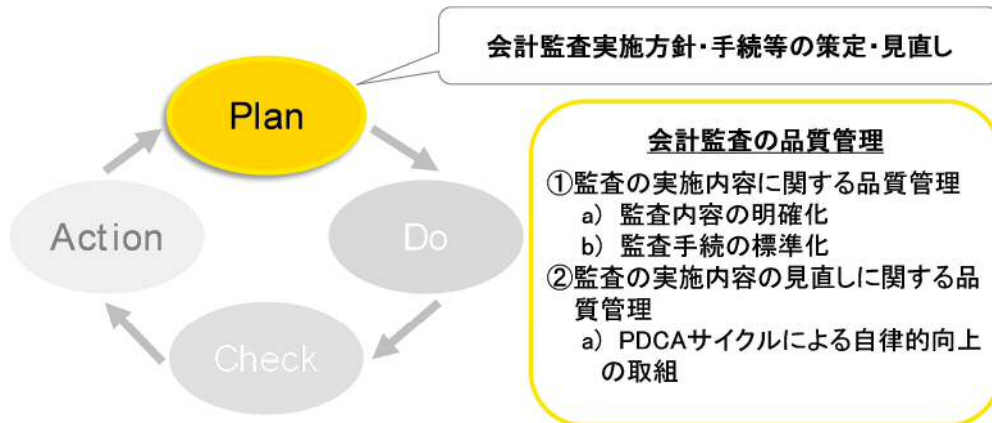 会計監査実施方針・手続等の策定・見直し
Plan
Do
Check
Action
会計監査の品質管理
①監査の実施内容に関する品質管理
a) 監査内容の明確化
b) 監査手続の標準化
②監査の実施内容の見直しに関する品
質管理
a) PDCAサイクルによる自律的向上
の取組